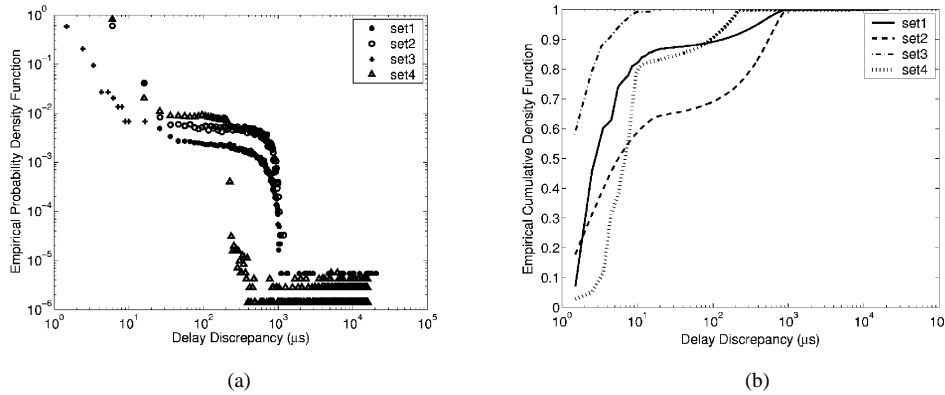 10^0
10^-1
10^-2
10^-3
10^-4
10^-5
10^-6
Empirical Probability Density Function
10^0 10^1 10^2 10^3 10^4 10^5
Delay Discrepancy (μs)
set1
set2
set3
set4
(a)
1
0.9
0.8
0.7
0.6
0.5
0.4
0.3
0.2
0.1
0
Empirical Cumulative Density Function
10^0 10^1 10^2 10^3 10^4 10
Delay Discrepancy (μs)
set1
set2
set3
set4
(b)